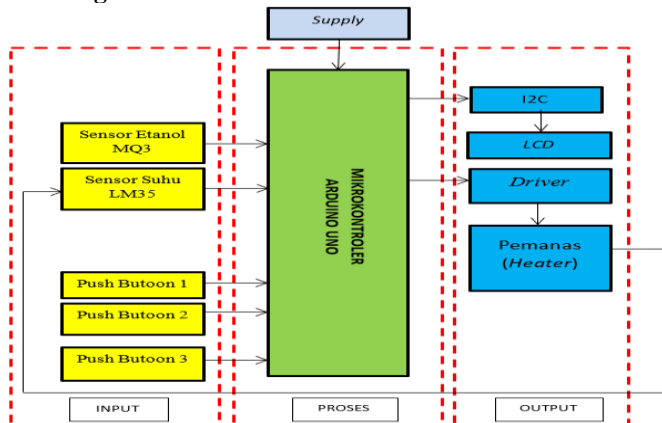 Supply
Sensor Etanol
MQ3
Sensor Suhu
LM35
Push Butoon 1
Push Butoon 2
Push Butoon 3
MIKROKONTROLER
ARDUINO UNO
I2C
LCD
Driver
Pemanas
(Heater)
INPUT
PROSES
OUTPUT